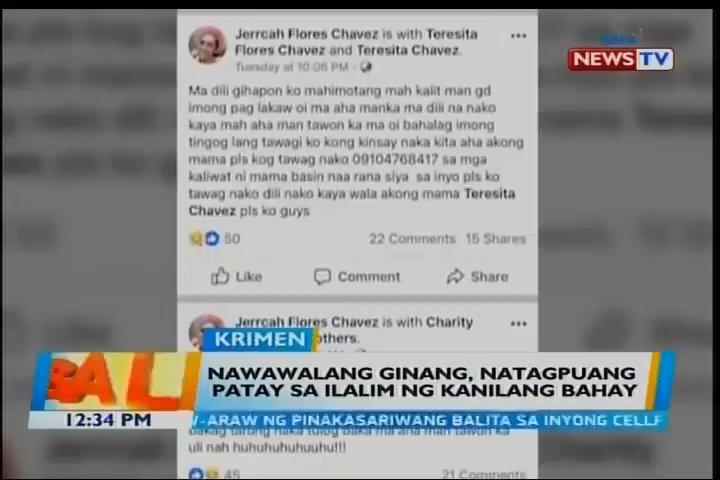 Jerrcah Flores Chavez is with Teresita
Flores Chavez and Teresita Chavez.
Tuesday at 10:06 PM
Ma dili gihapon ko mahimotang mah kalit man gd
imong pag lakaw oi ma aha manka ma dili na nako
kaya mah aha man tawon ka ma oi bahalag imong
tingog lang tawagi ko kong kinsay naka kita aha akong
mama pls kog tawag nako 09104768417 sa mga
kaliwat ni mama basin naa rana siya sa inyo pls ko
tawag nako dili nako kaya wala akong mama Teresita
Chavez pls ko guys
50
22 Comments 15 Shares
Like Comment Share
Jerrcah Flores Chavez is with Charity
others.
NEWS TV
KRIMEN
BALI
NAWAWALANG GINANG, NATAGPUANG
PATAY SA ILALIM NG KANILANG BAHAY
12:34 PM
W-ARAW NG PINAKASARIWANG BALITA SA INYONG CELLP
uli nah huhuhuhuuhu!!!
45
21 Comments